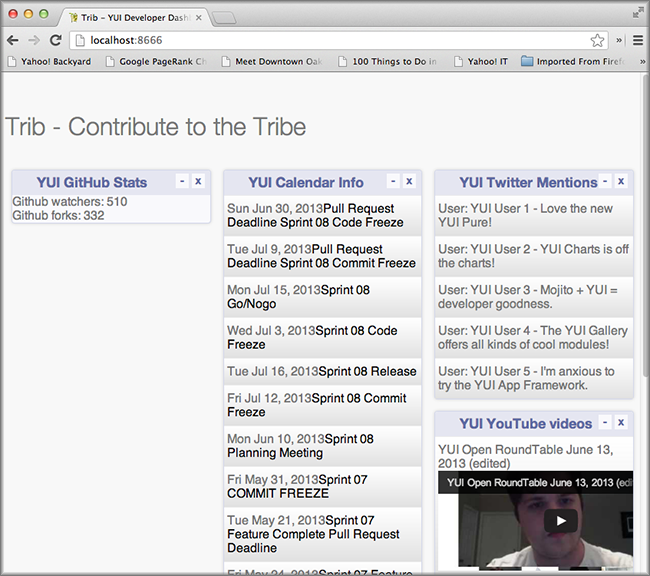 Trib - YUI Developer Dash
localhost:8666
Yahoo! Backyard
Google PageRank Ch
Meet Downtown Oak
100 Things to Do in
Yahoo! IT
Imported From Firef
Trib - Contribute to the Tribe
YUI GitHub Stats - x
Github watchers: 510
Github forks: 332
YUI Calendar Info - x
Sun Jun 30, 2013Pull Request
Deadline Sprint 08 Code Freeze
Tue Jul 9, 2013Pull Request
Deadline Sprint 08 Commit Freeze
Mon Jul 15, 2013Sprint 08
Go/Nogo
Wed Jul 3, 2013Sprint 08 Code
Freeze
Tue Jul 16, 2013Sprint 08 Release
Fri Jul 12, 2013Sprint 08 Commit
Freeze
Mon Jun 10, 2013Sprint 08
Planning Meeting
Fri May 31, 2013Sprint 07
COMMIT FREEZE
Tue May 21, 2013Sprint 07
Feature Complete Pull Request
Deadline
Fri May 24, 2013Sprint 07 Feature
YUI Twitter Mentions - x
User: YUI User 1 - Love the new
YUI Pure!
User: YUI User 2 - YUI Charts is off
the charts!
User: YUI User 3 - Mojito + YUI =
developer goodness.
User: YUI User 4 - The YUI Gallery
offers all kinds of cool modules!
User: YUI User 5 - I'm anxious to
try the YUI App Framework.
YUI YouTube videos - x
YUI Open RoundTable June 13,
2013 (edited)
YUI Open RoundTable June 13, 2013 (edi